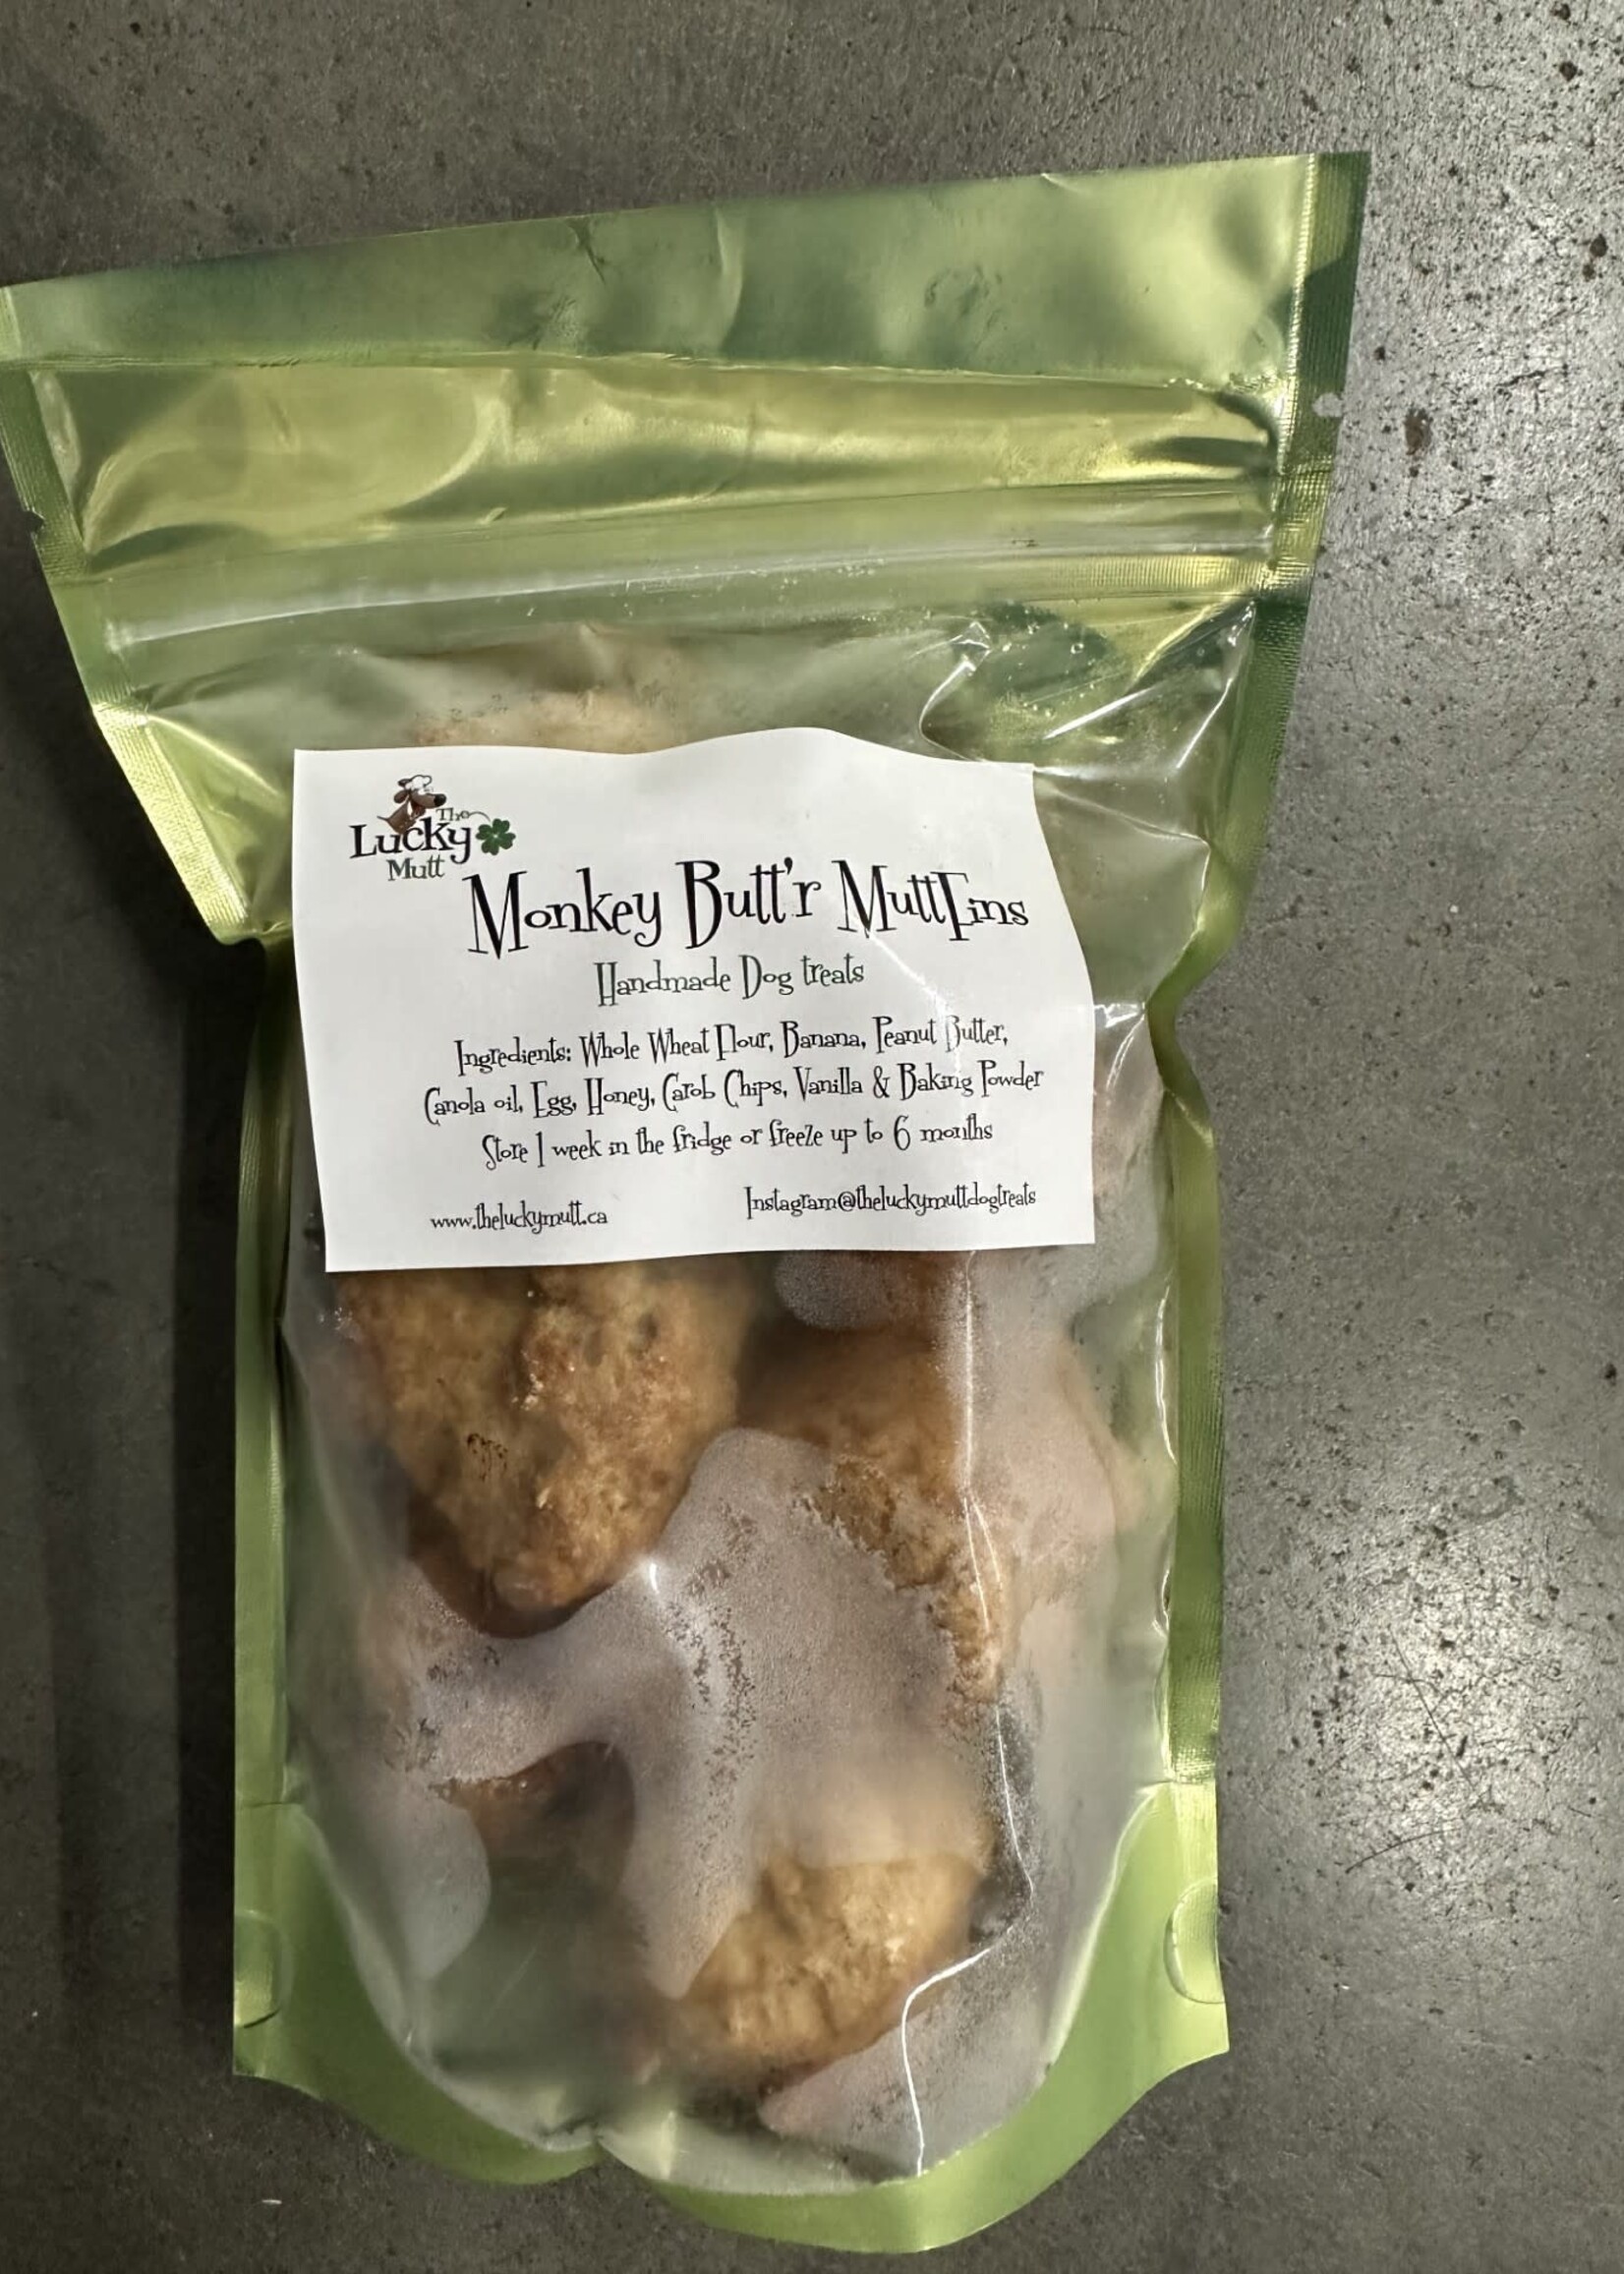 The
Lucky
Mutt
Monkey Butt'r MuttFins
Handmade Dog treats
Ingredients: Whole Wheat Flour, Banana, Peanut Butter,
Canola oil, Egg, Honey, Carob Chips, Vanilla & Baking Powder
Store 1 week in the fridge or freeze up to 6 months
www.theluckymutt.ca
Instagram@theluckymuttdogtreats